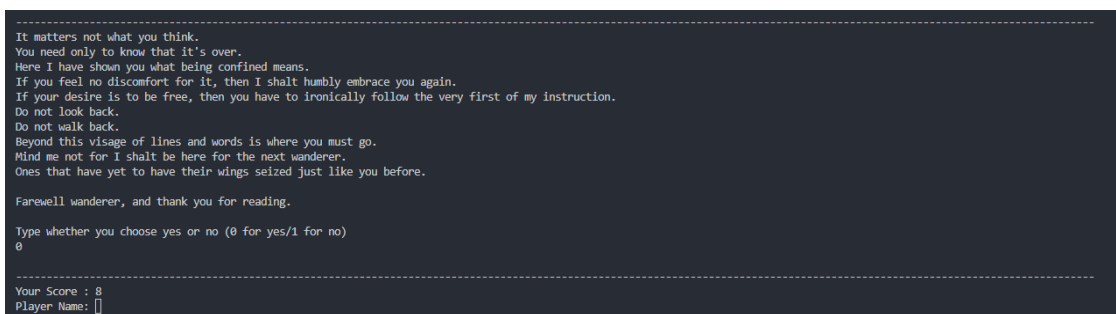 It matters not what you think.
You need only to know that it's over.
Here I have shown you what being confined means.
If you feel no discomfort for it, then I shalt humbly embrace you again.
If your desire is to be free, then you have to ironically follow the very first of my instruction.
Do not look back.
Do not walk back.
Beyond this visage of lines and words is where you must go.
Mind me not for I shalt be here for the next wanderer.
Ones that have yet to have their wings seized just like you before.
Farewell wanderer, and thank you for reading.
Type whether you choose yes or no (0 for yes/1 for no)
0
Your Score : 8
Player Name: